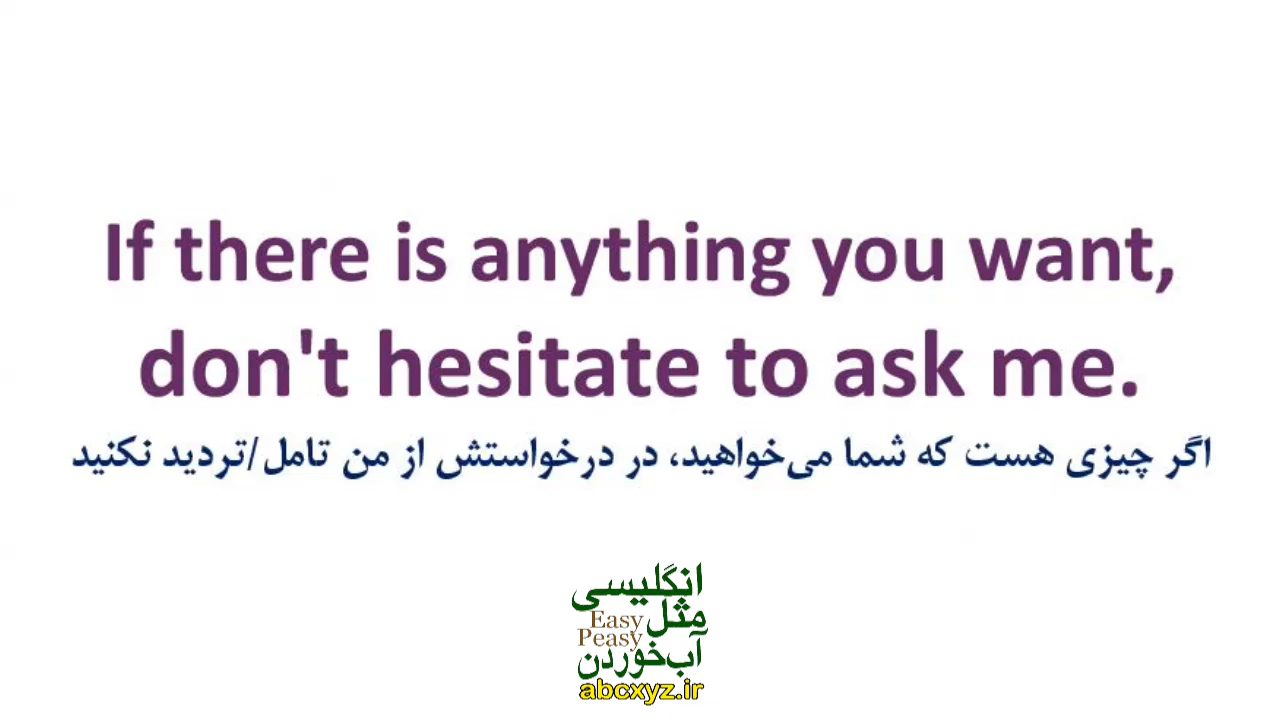 If there is anything you want,
don't hesitate to ask me.
اگر چیزی هست که شما می‌خواهید، در درخواستش از من تامل/تردید نکنید
انگلیسی
مثل
Easy
Peasy
آب‌خوردن
abcxyz.ir